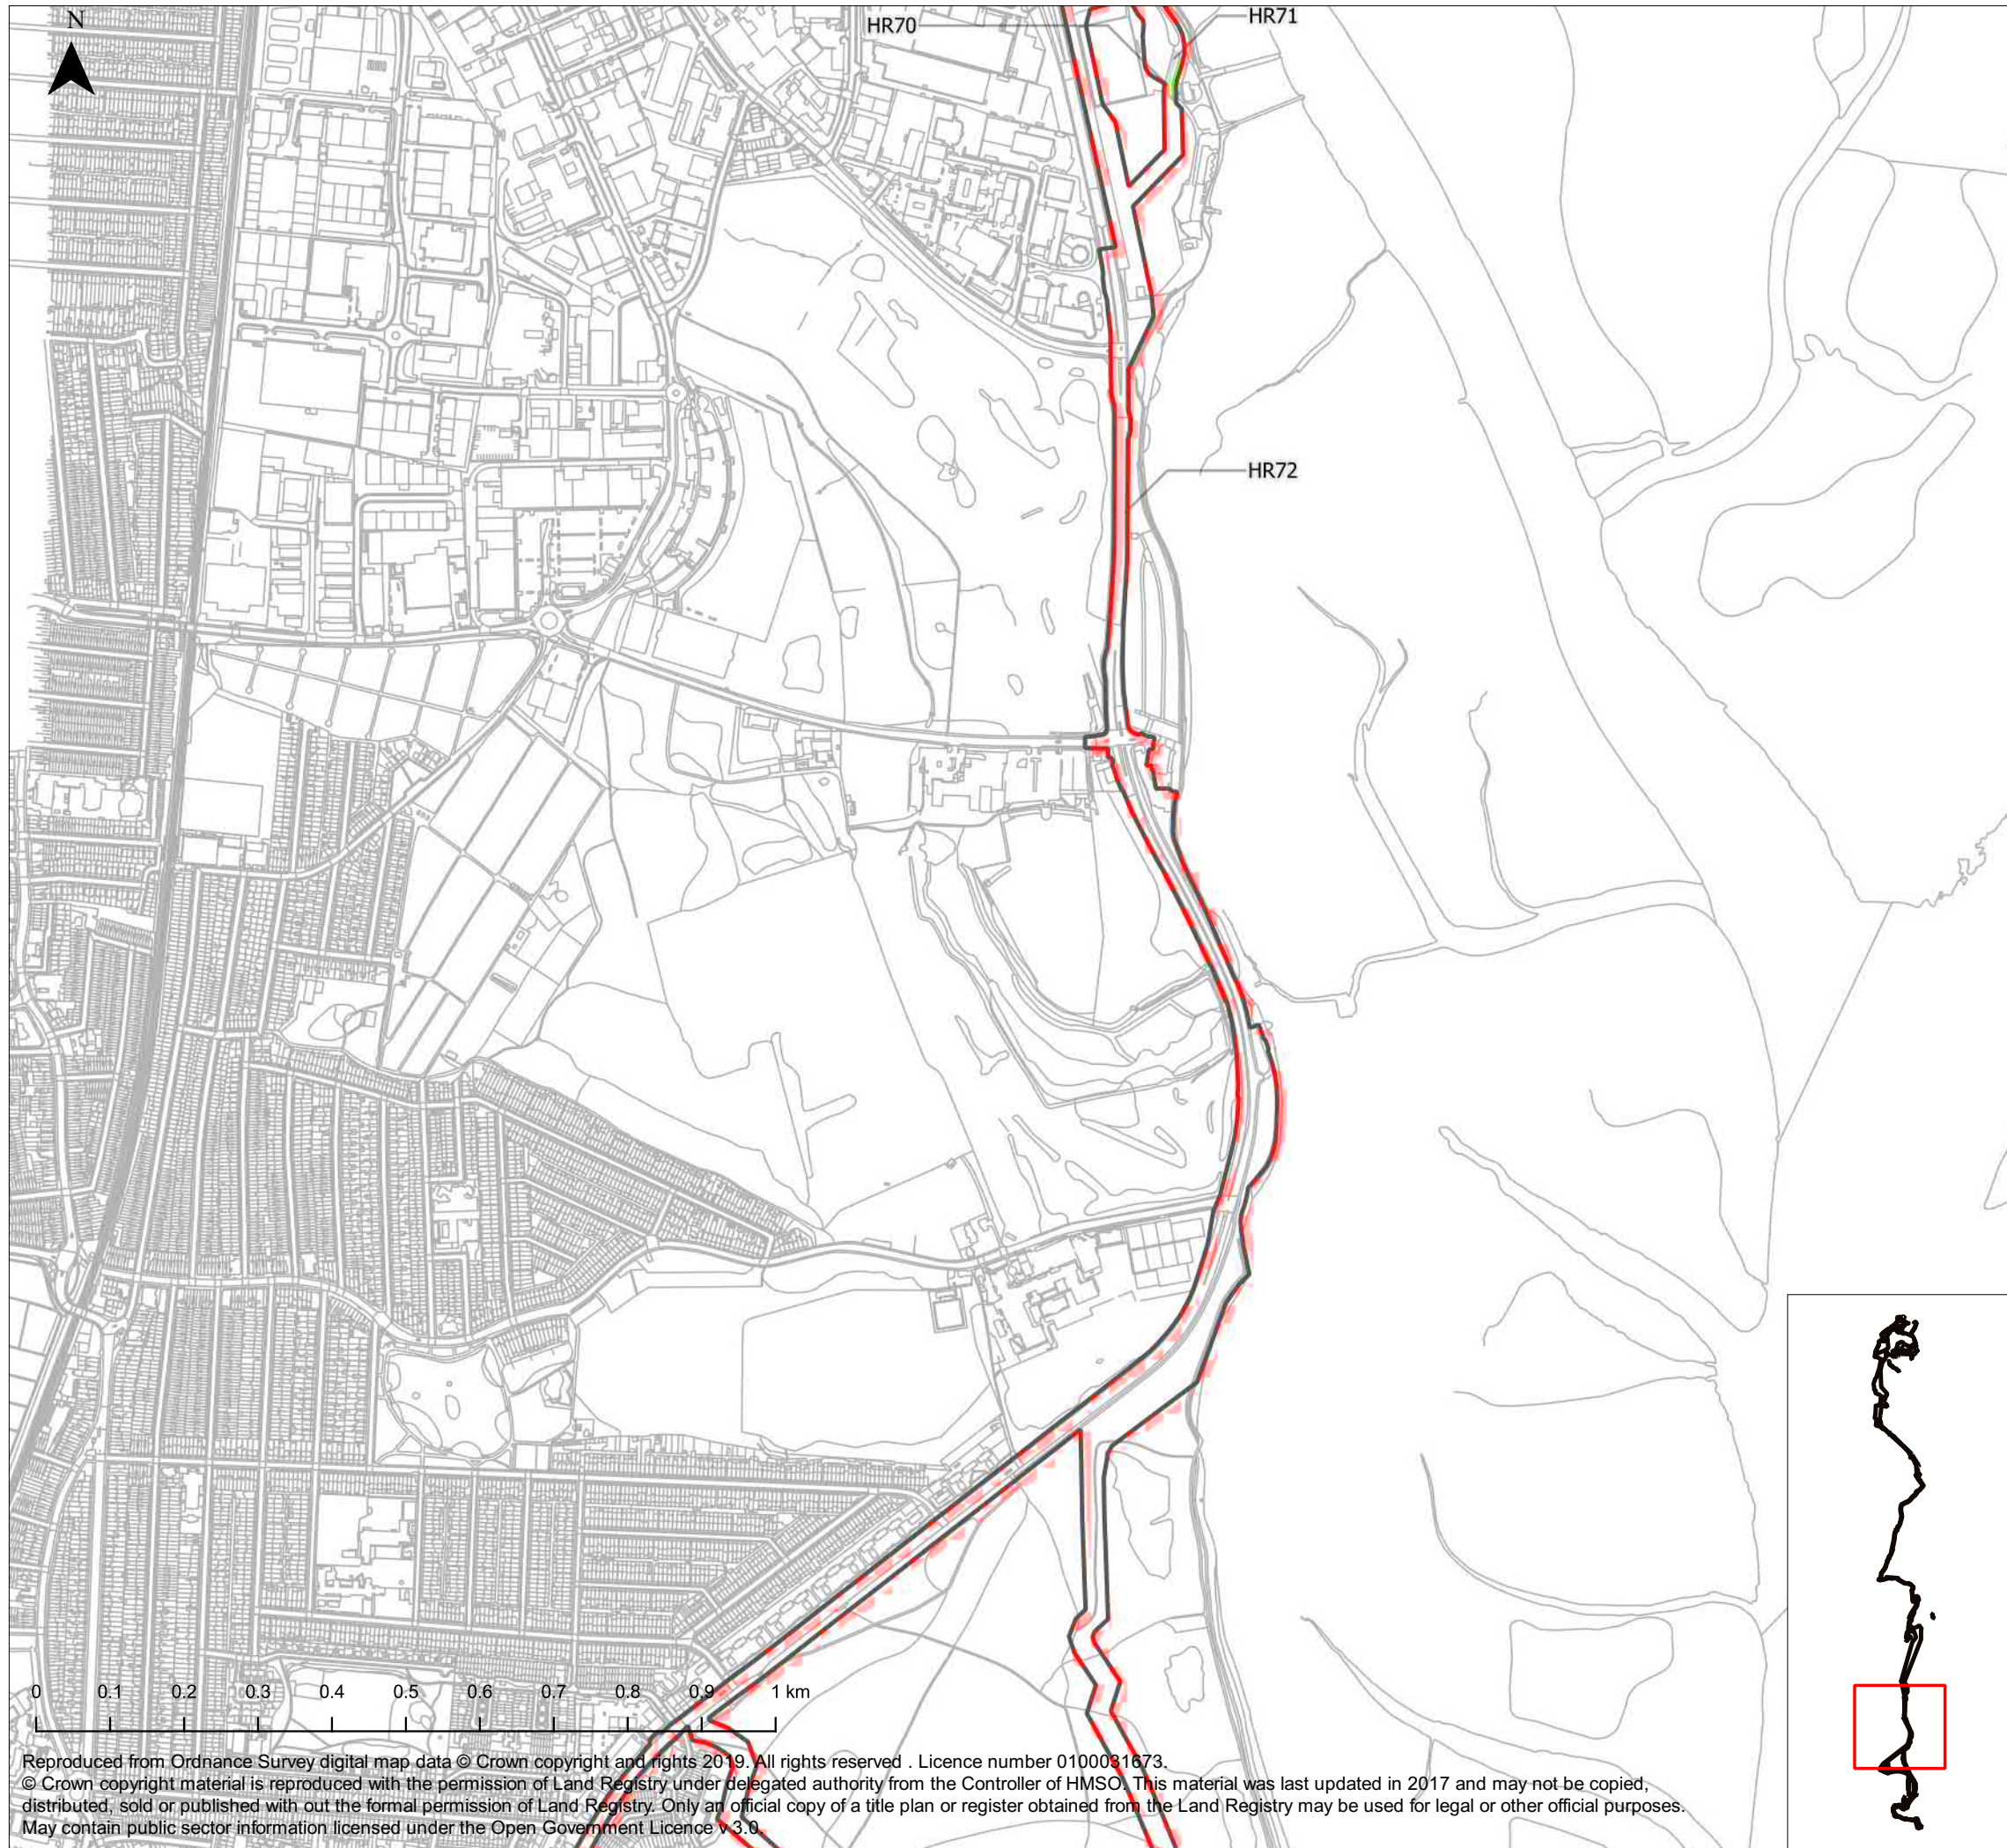 N
HR70
HR71
HR72
0 0.1 0.2 0.3 0.4 0.5 0.6 0.7 0.8 0.9 1 km
Reproduced from Ordnance Survey digital map data © Crown copyright and rights 2019. All rights reserved . Licence number 0100031673.
© Crown copyright material is reproduced with the permission of Land Registry under delegated authority from the Controller of HMSO. This material was last updated in 2017 and may not be copied,
distributed, sold or published with out the formal permission of Land Registry. Only an official copy of a title plan or register obtained from the Land Registry may be used for legal or other official purposes.
May contain public sector information licensed under the Open Government Licence v 3.0.